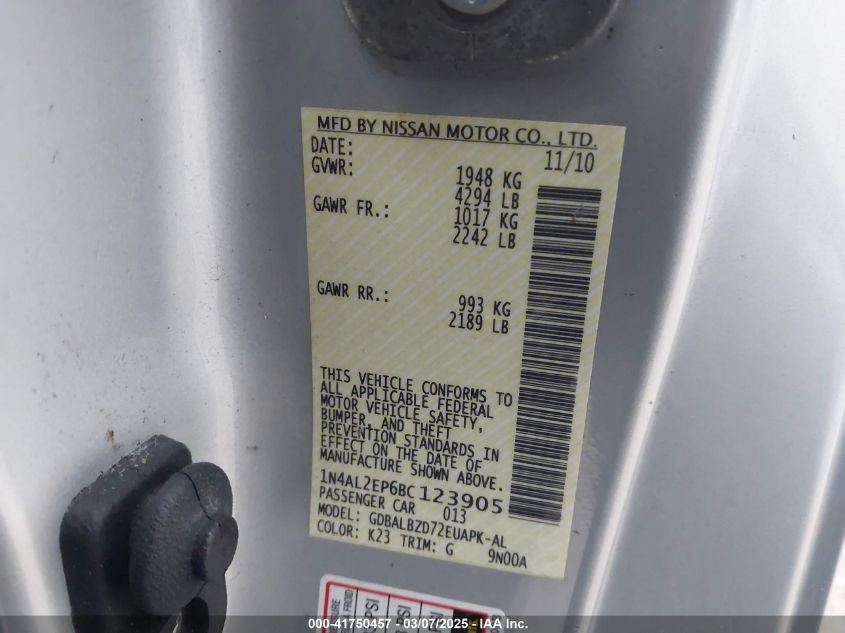 MFD BY NISSAN MOTOR CO., LTD.
DATE: 11/10
GVWR: 1948 KG
4294 LB
GAWR FR.: 1017 KG
2242 LB
GAWR RR.: 993 KG
2189 LB
THIS VEHICLE CONFORMS TO
ALL APPLICABLE FEDERAL
MOTOR VEHICLE SAFETY,
BUMPER, AND THEFT
PREVENTION STANDARDS IN
EFFECT ON THE DATE OF
MANUFACTURE SHOWN ABOVE.
1N4AL2EP6BC123905
PASSENGER CAR 013
MODEL: GDBALBZD72EUAPK-AL
COLOR: K23 TRIM: G 9N00A
PSI
PSI
PSI
000-41750457 - 03/07/2025 - IAA Inc.